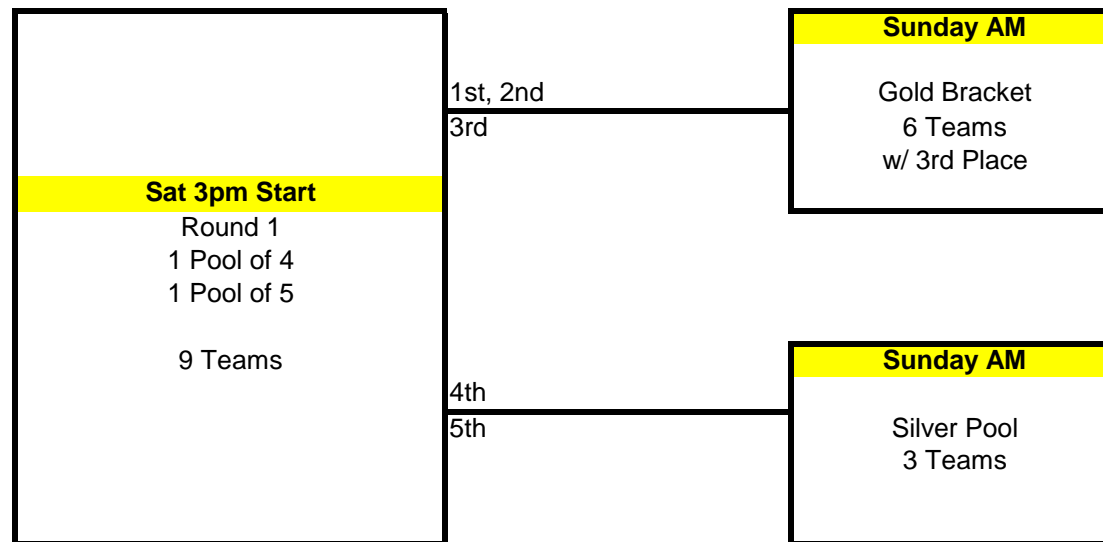 Sat 3pm Start
Round 1
1 Pool of 4
1 Pool of 5
9 Teams
1st, 2nd
3rd
4th
5th
Sunday AM
Gold Bracket
6 Teams
w/ 3rd Place
Sunday AM
Silver Pool
3 Teams